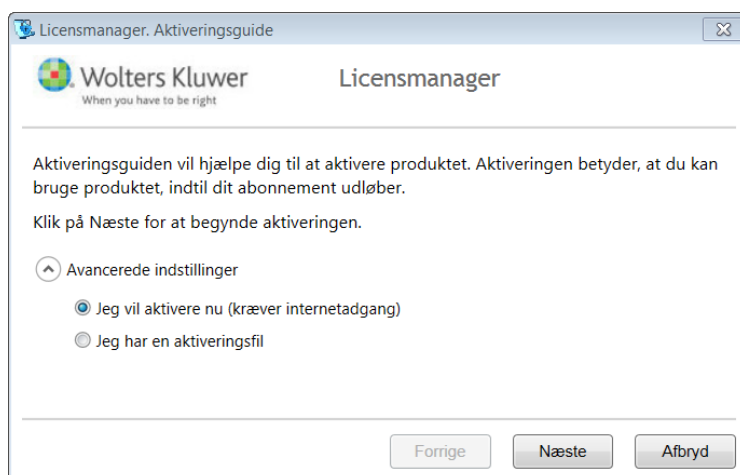 Licensmanager. Aktiveringsguide
Wolters Kluwer
When you have to be right
Licensmanager
Aktiveringsguiden vil hjælpe dig til at aktivere produktet. Aktiveringen betyder, at du kan
bruge produktet, indtil dit abonnement udløber.
Klik på Næste for at begynde aktiveringen.
Avancerede indstillinger
Jeg vil aktivere nu (kræver internetadgang)
Jeg har en aktiveringsfil
Forrige
Næste
Afbryd